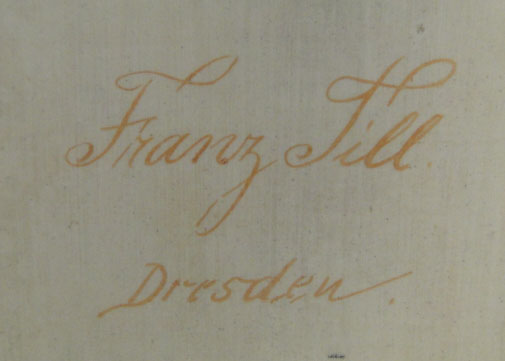 Franz Till
Dresden.